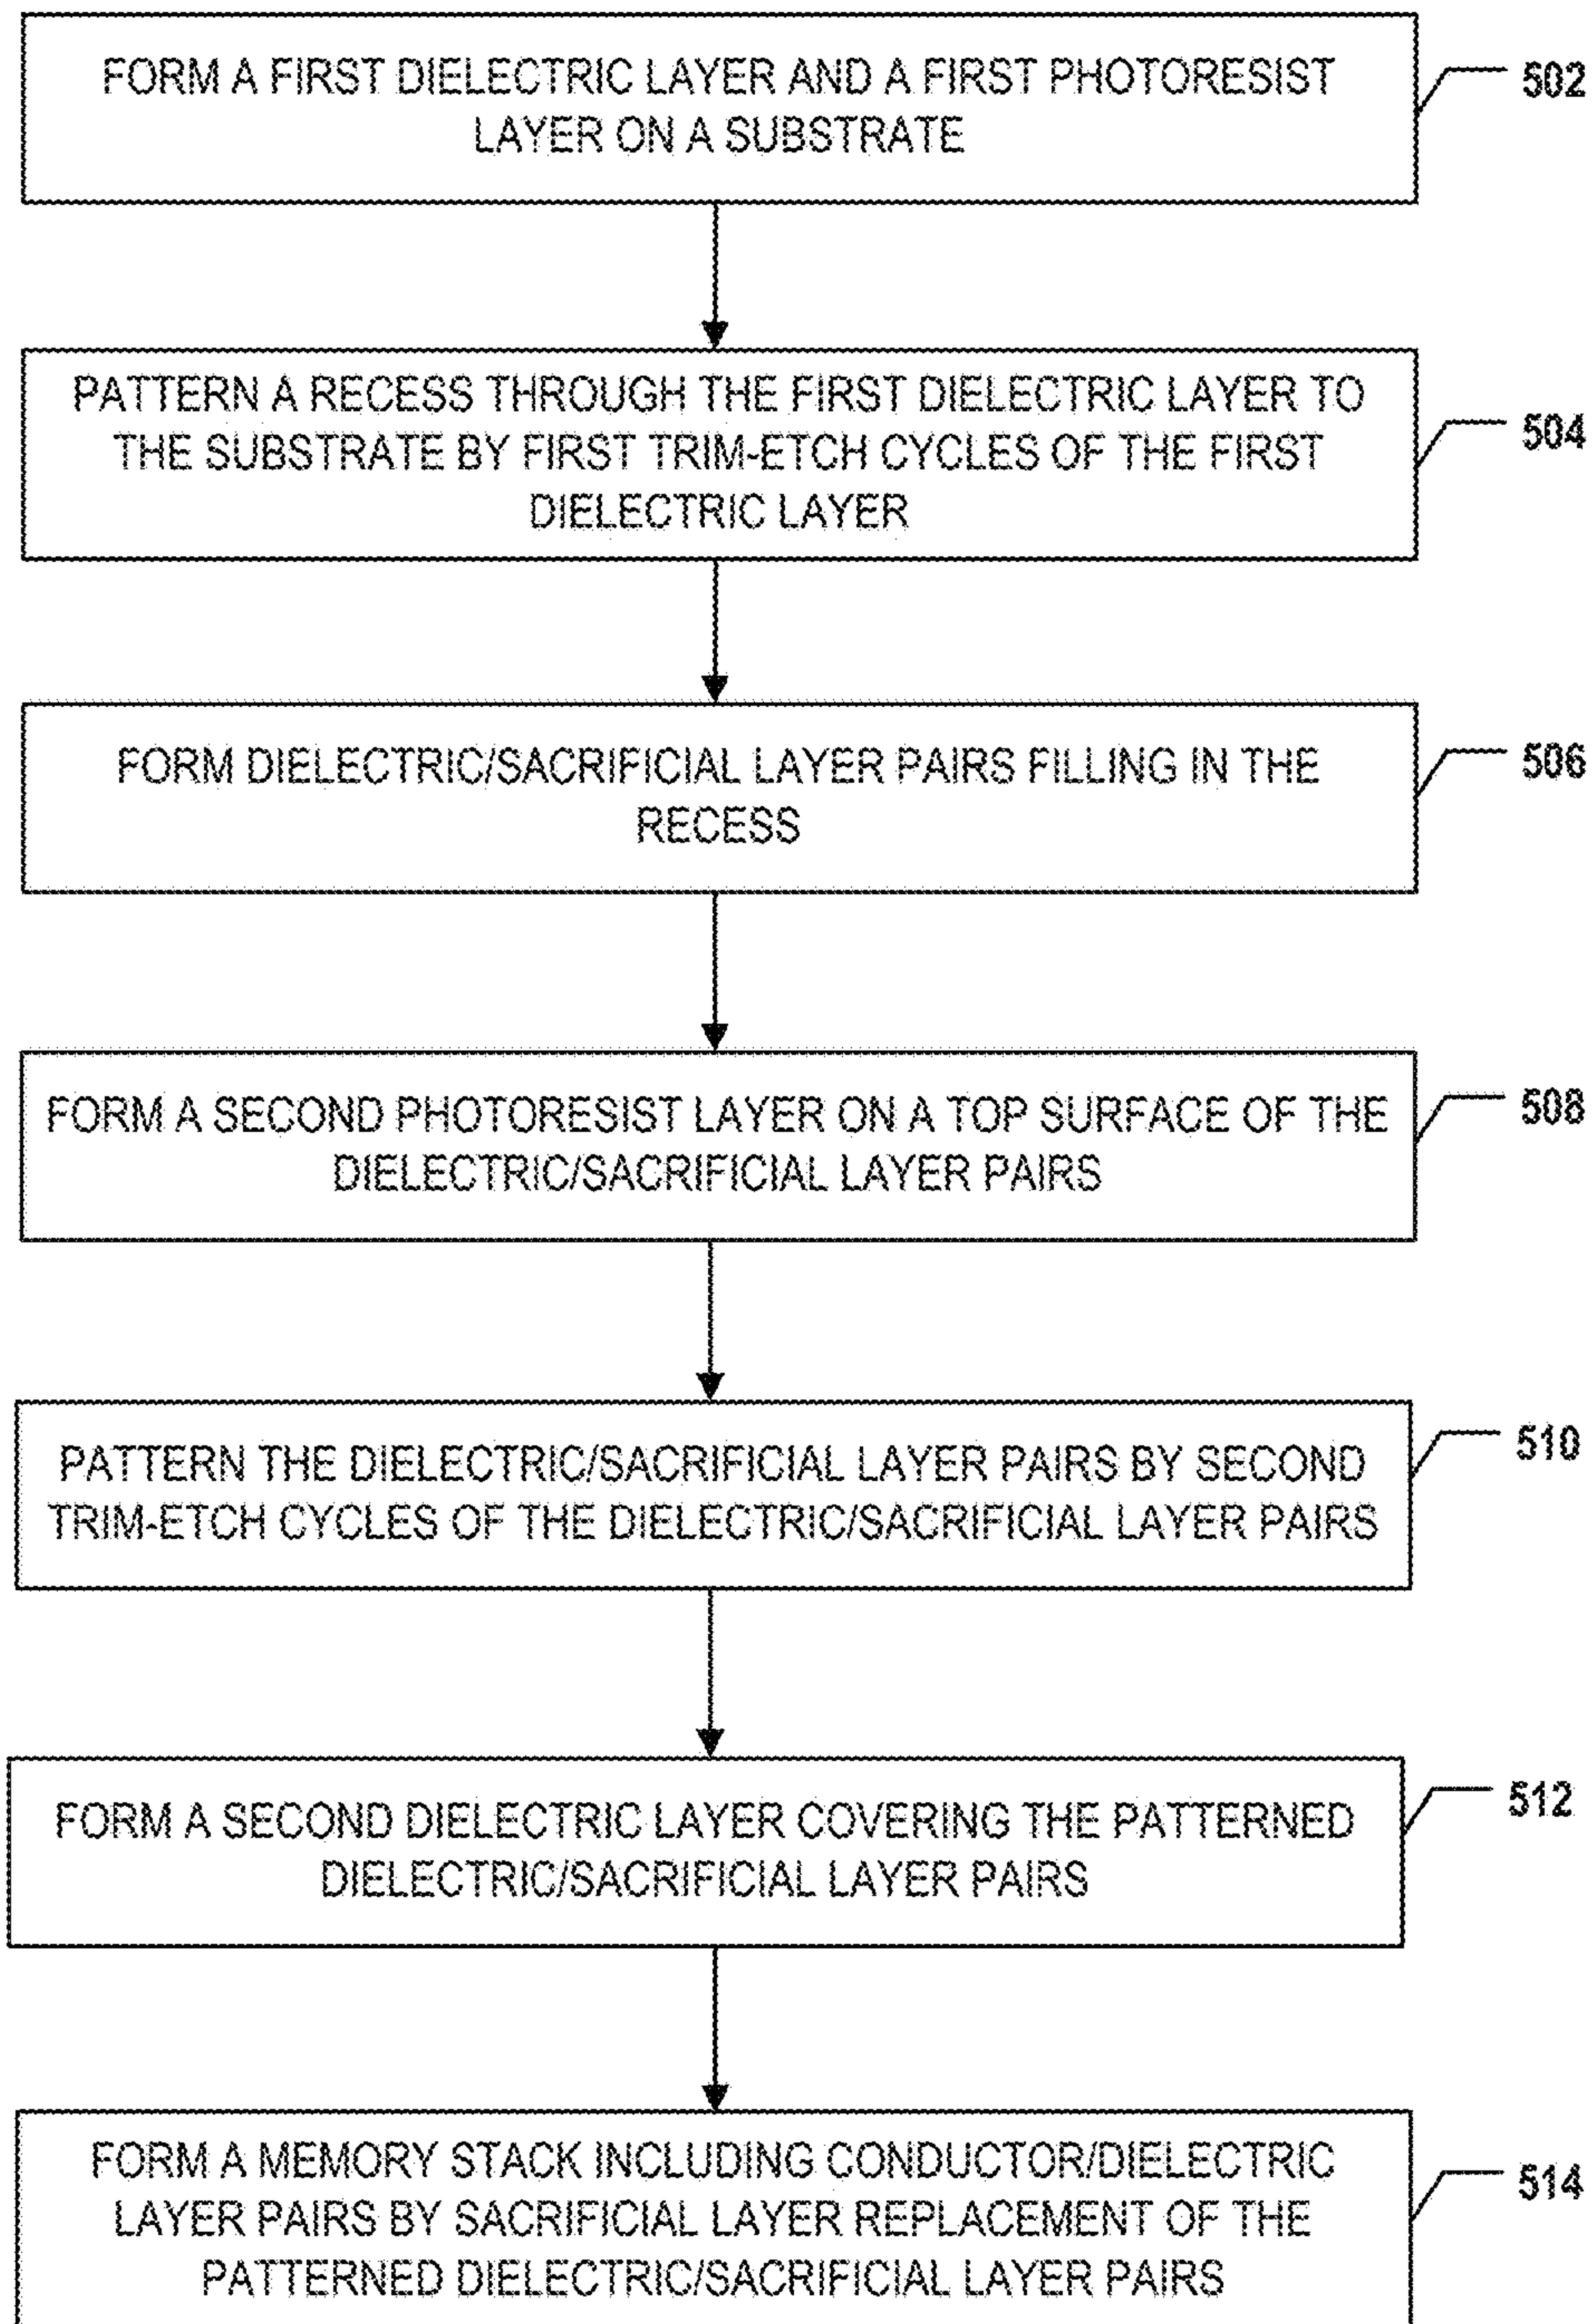 FORM A FIRST DIELECTRIC LAYER AND A FIRST PHOTORESIST
LAYER ON A SUBSTRATE
502
PATTERN A RECESS THROUGH THE FIRST DIELECTRIC LAYER TO
THE SUBSTRATE BY FIRST TRIM-ETCH CYCLES OF THE FIRST
DIELECTRIC LAYER
504
FORM DIELECTRIC/SACRIFICIAL LAYER PAIRS FILLING IN THE
RECESS
506
FORM A SECOND PHOTORESIST LAYER ON A TOP SURFACE OF THE
DIELECTRIC/SACRIFICIAL LAYER PAIRS
508
PATTERN THE DIELECTRIC/SACRIFICIAL LAYER PAIRS BY SECOND
TRIM-ETCH CYCLES OF THE DIELECTRIC/SACRIFICIAL LAYER PAIRS
510
FORM A SECOND DIELECTRIC LAYER COVERING THE PATTERNED
DIELECTRIC/SACRIFICIAL LAYER PAIRS
512
FORM A MEMORY STACK INCLUDING CONDUCTOR/DIELECTRIC
LAYER PAIRS BY SACRIFICIAL LAYER REPLACEMENT OF THE
PATTERNED DIELECTRIC/SACRIFICIAL LAYER PAIRS
514